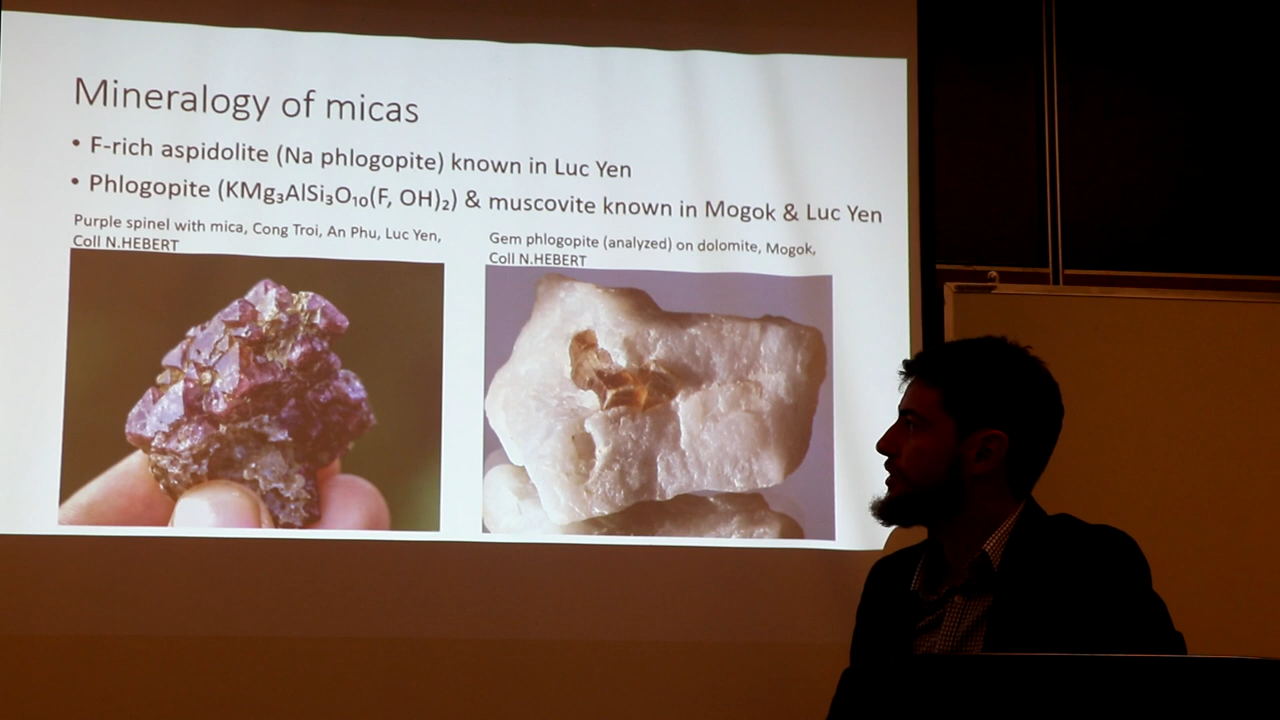 Mineralogy of micas
• F-rich aspidolite (Na phlogopite) known in Luc Yen
• Phlogopite (KMg₃AlSi₃O₁₀(F, OH)₂) & muscovite known in Mogok & Luc Yen
Purple spinel with mica, Cong Troi, An Phu, Luc Yen,
Coll N.HEBERT
Gem phlogopite (analyzed) on dolomite, Mogok,
Coll N.HEBERT